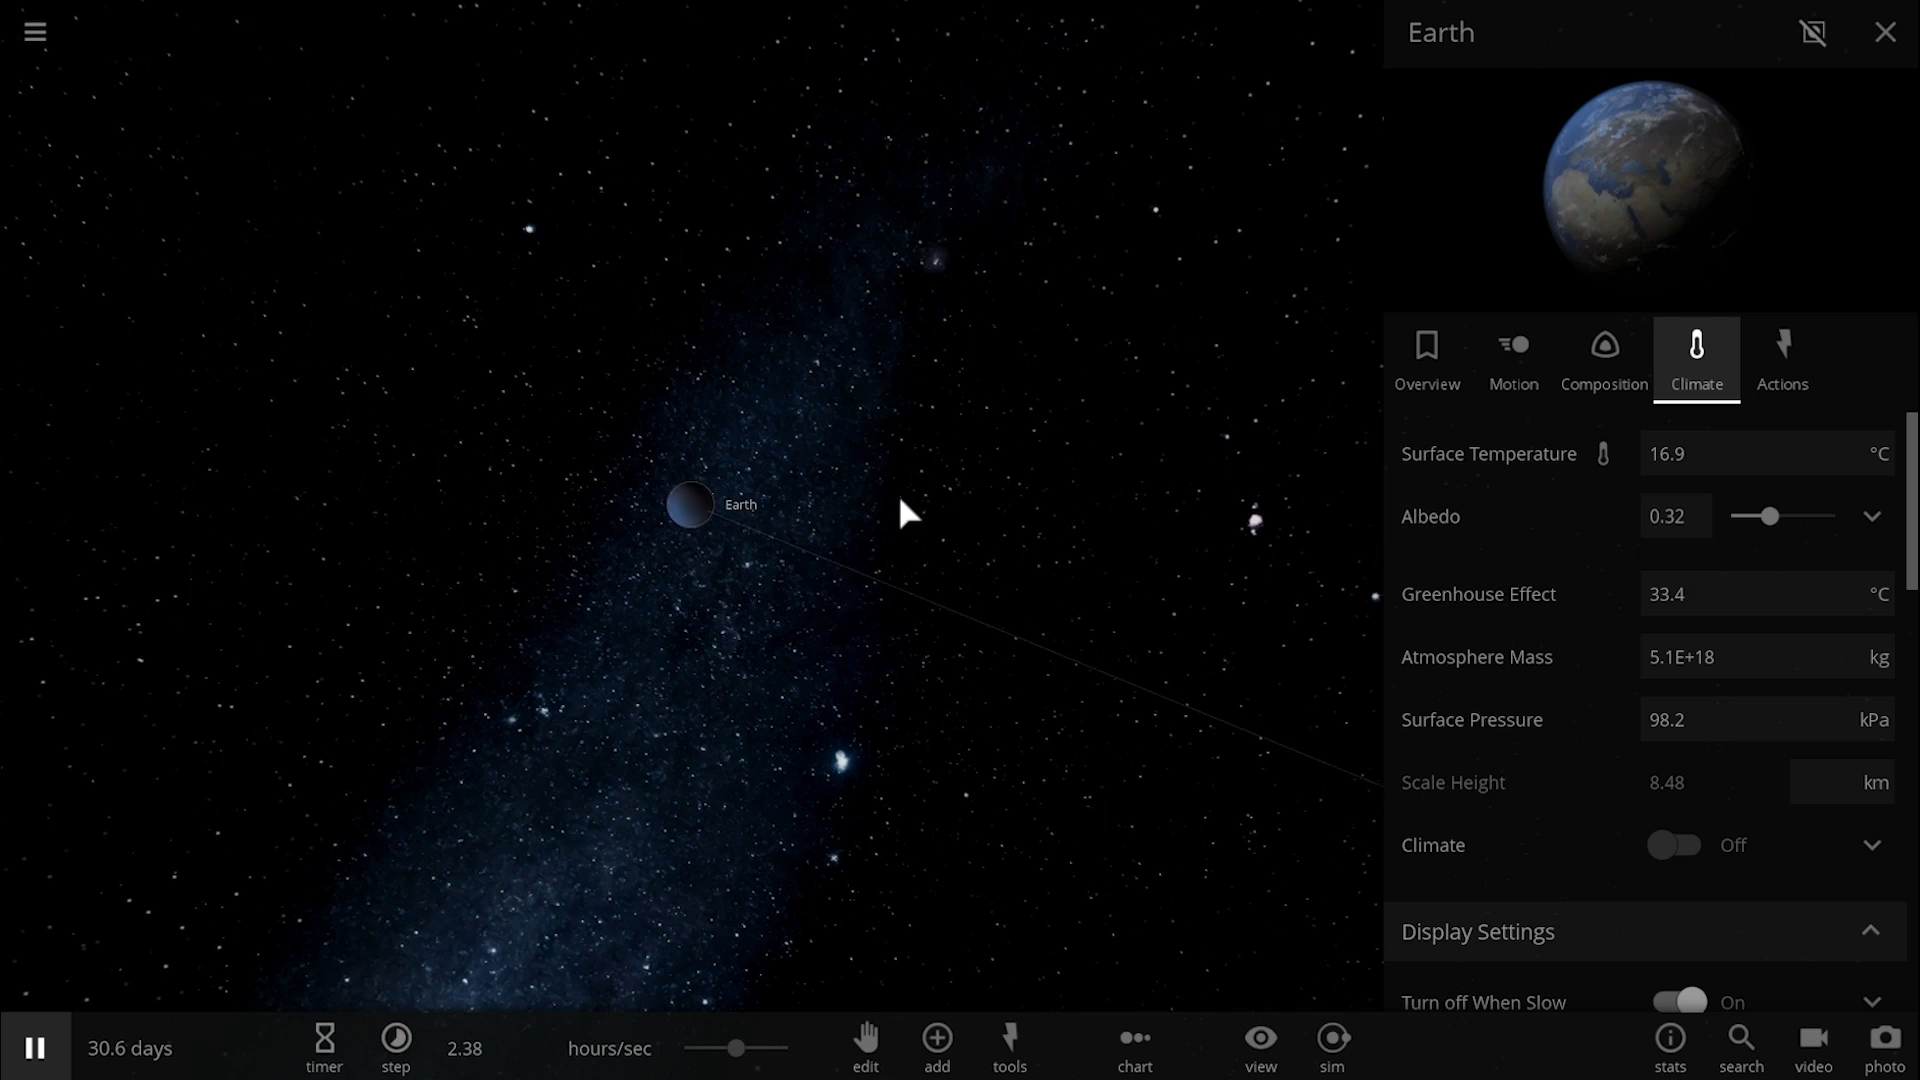 Earth
Overview Motion Composition Climate Actions
Surface Temperature 16.9 °C
Earth
Albedo 0.32
Greenhouse Effect 33.4 °C
Atmosphere Mass 5.1E+18 kg
Surface Pressure 98.2 kPa
Scale Height 8.48 km
Climate Off
Display Settings
Turn off When Slow On
30.6 days timer step 2.38 hours/sec edit add tools chart view sim stats search video photo